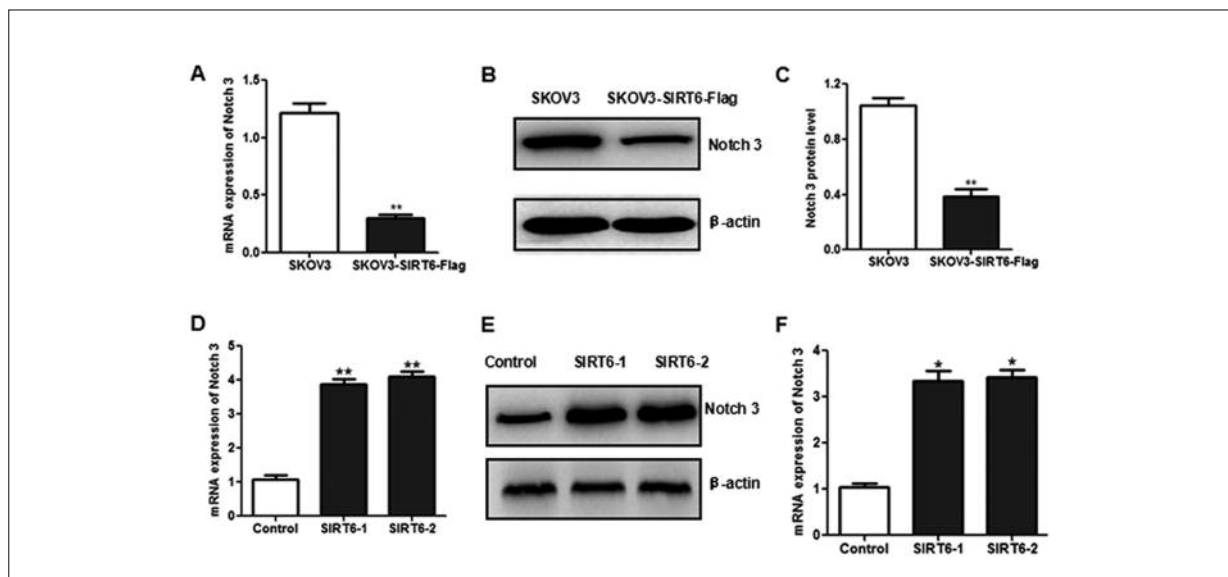 A
mRNA expression of Notch 3
1.5
1.0
0.5
0.0
**
SKOV3
SKOV3-SIRT6-Flag
B
SKOV3
SKOV3-SIRT6-Flag
Notch 3
β-actin
C
Notch 3 protein level
1.2
0.8
0.4
0.0
**
SKOV3
SKOV3-SIRT6-Flag
D
mRNA expression of Notch 3
5
4
3
2
1
0
**
**
Control
SIRT6-1
SIRT6-2
E
Control
SIRT6-1
SIRT6-2
Notch 3
β-actin
F
mRNA expression of Notch 3
4
3
2
1
0
*
*
Control
SIRT6-1
SIRT6-2